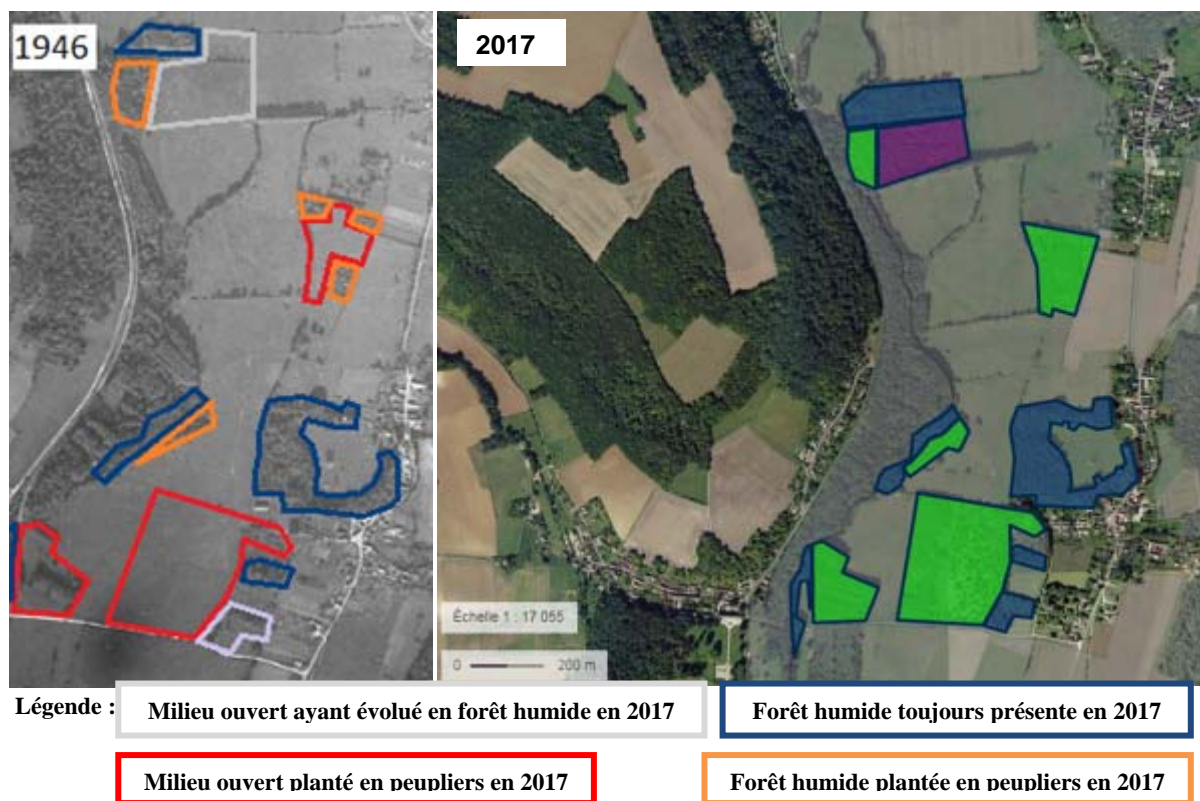 1946
2017
Échelle 1 : 17 055
0 200 m
Légende :
Milieu ouvert ayant évolué en forêt humide en 2017
Forêt humide toujours présente en 2017
Milieu ouvert planté en peupliers en 2017
Forêt humide plantée en peupliers en 2017